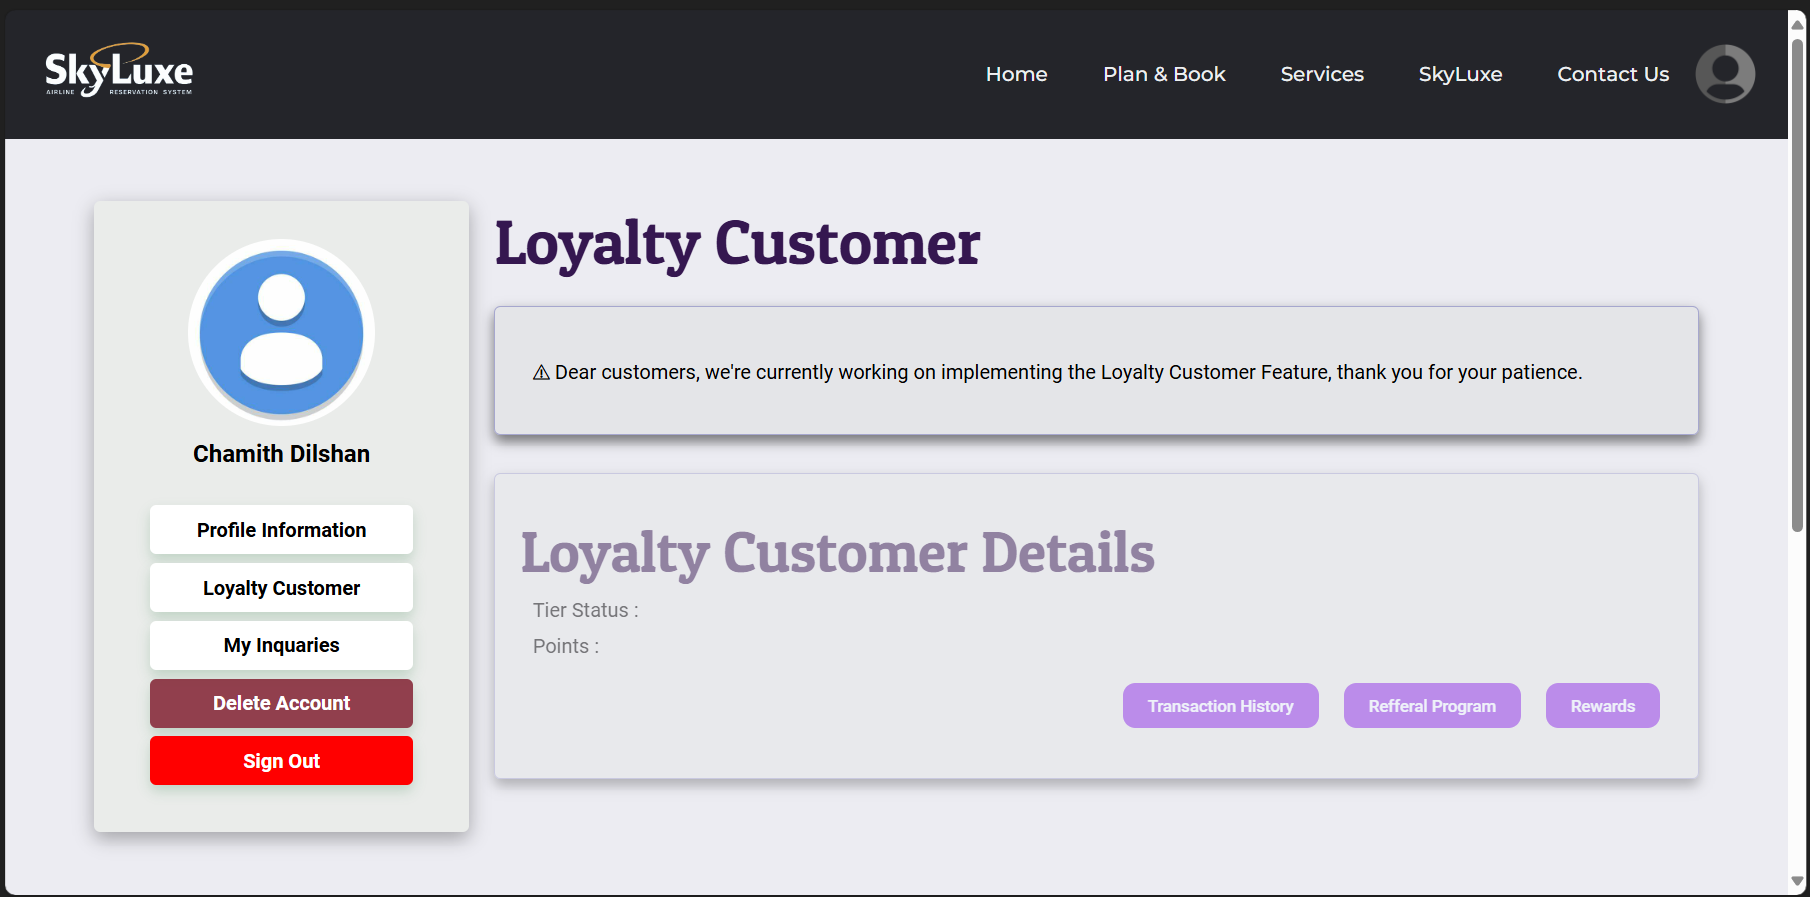 SkyLuxe
AIRLINE RESERVATION SYSTEM
Home
Plan & Book
Services
SkyLuxe
Contact Us
Chamith Dilshan
Profile Information
Loyalty Customer
My Inquaries
Delete Account
Sign Out
Loyalty Customer
⚠ Dear customers, we're currently working on implementing the Loyalty Customer Feature, thank you for your patience.
Loyalty Customer Details
Tier Status :
Points :
Transaction History
Refferal Program
Rewards